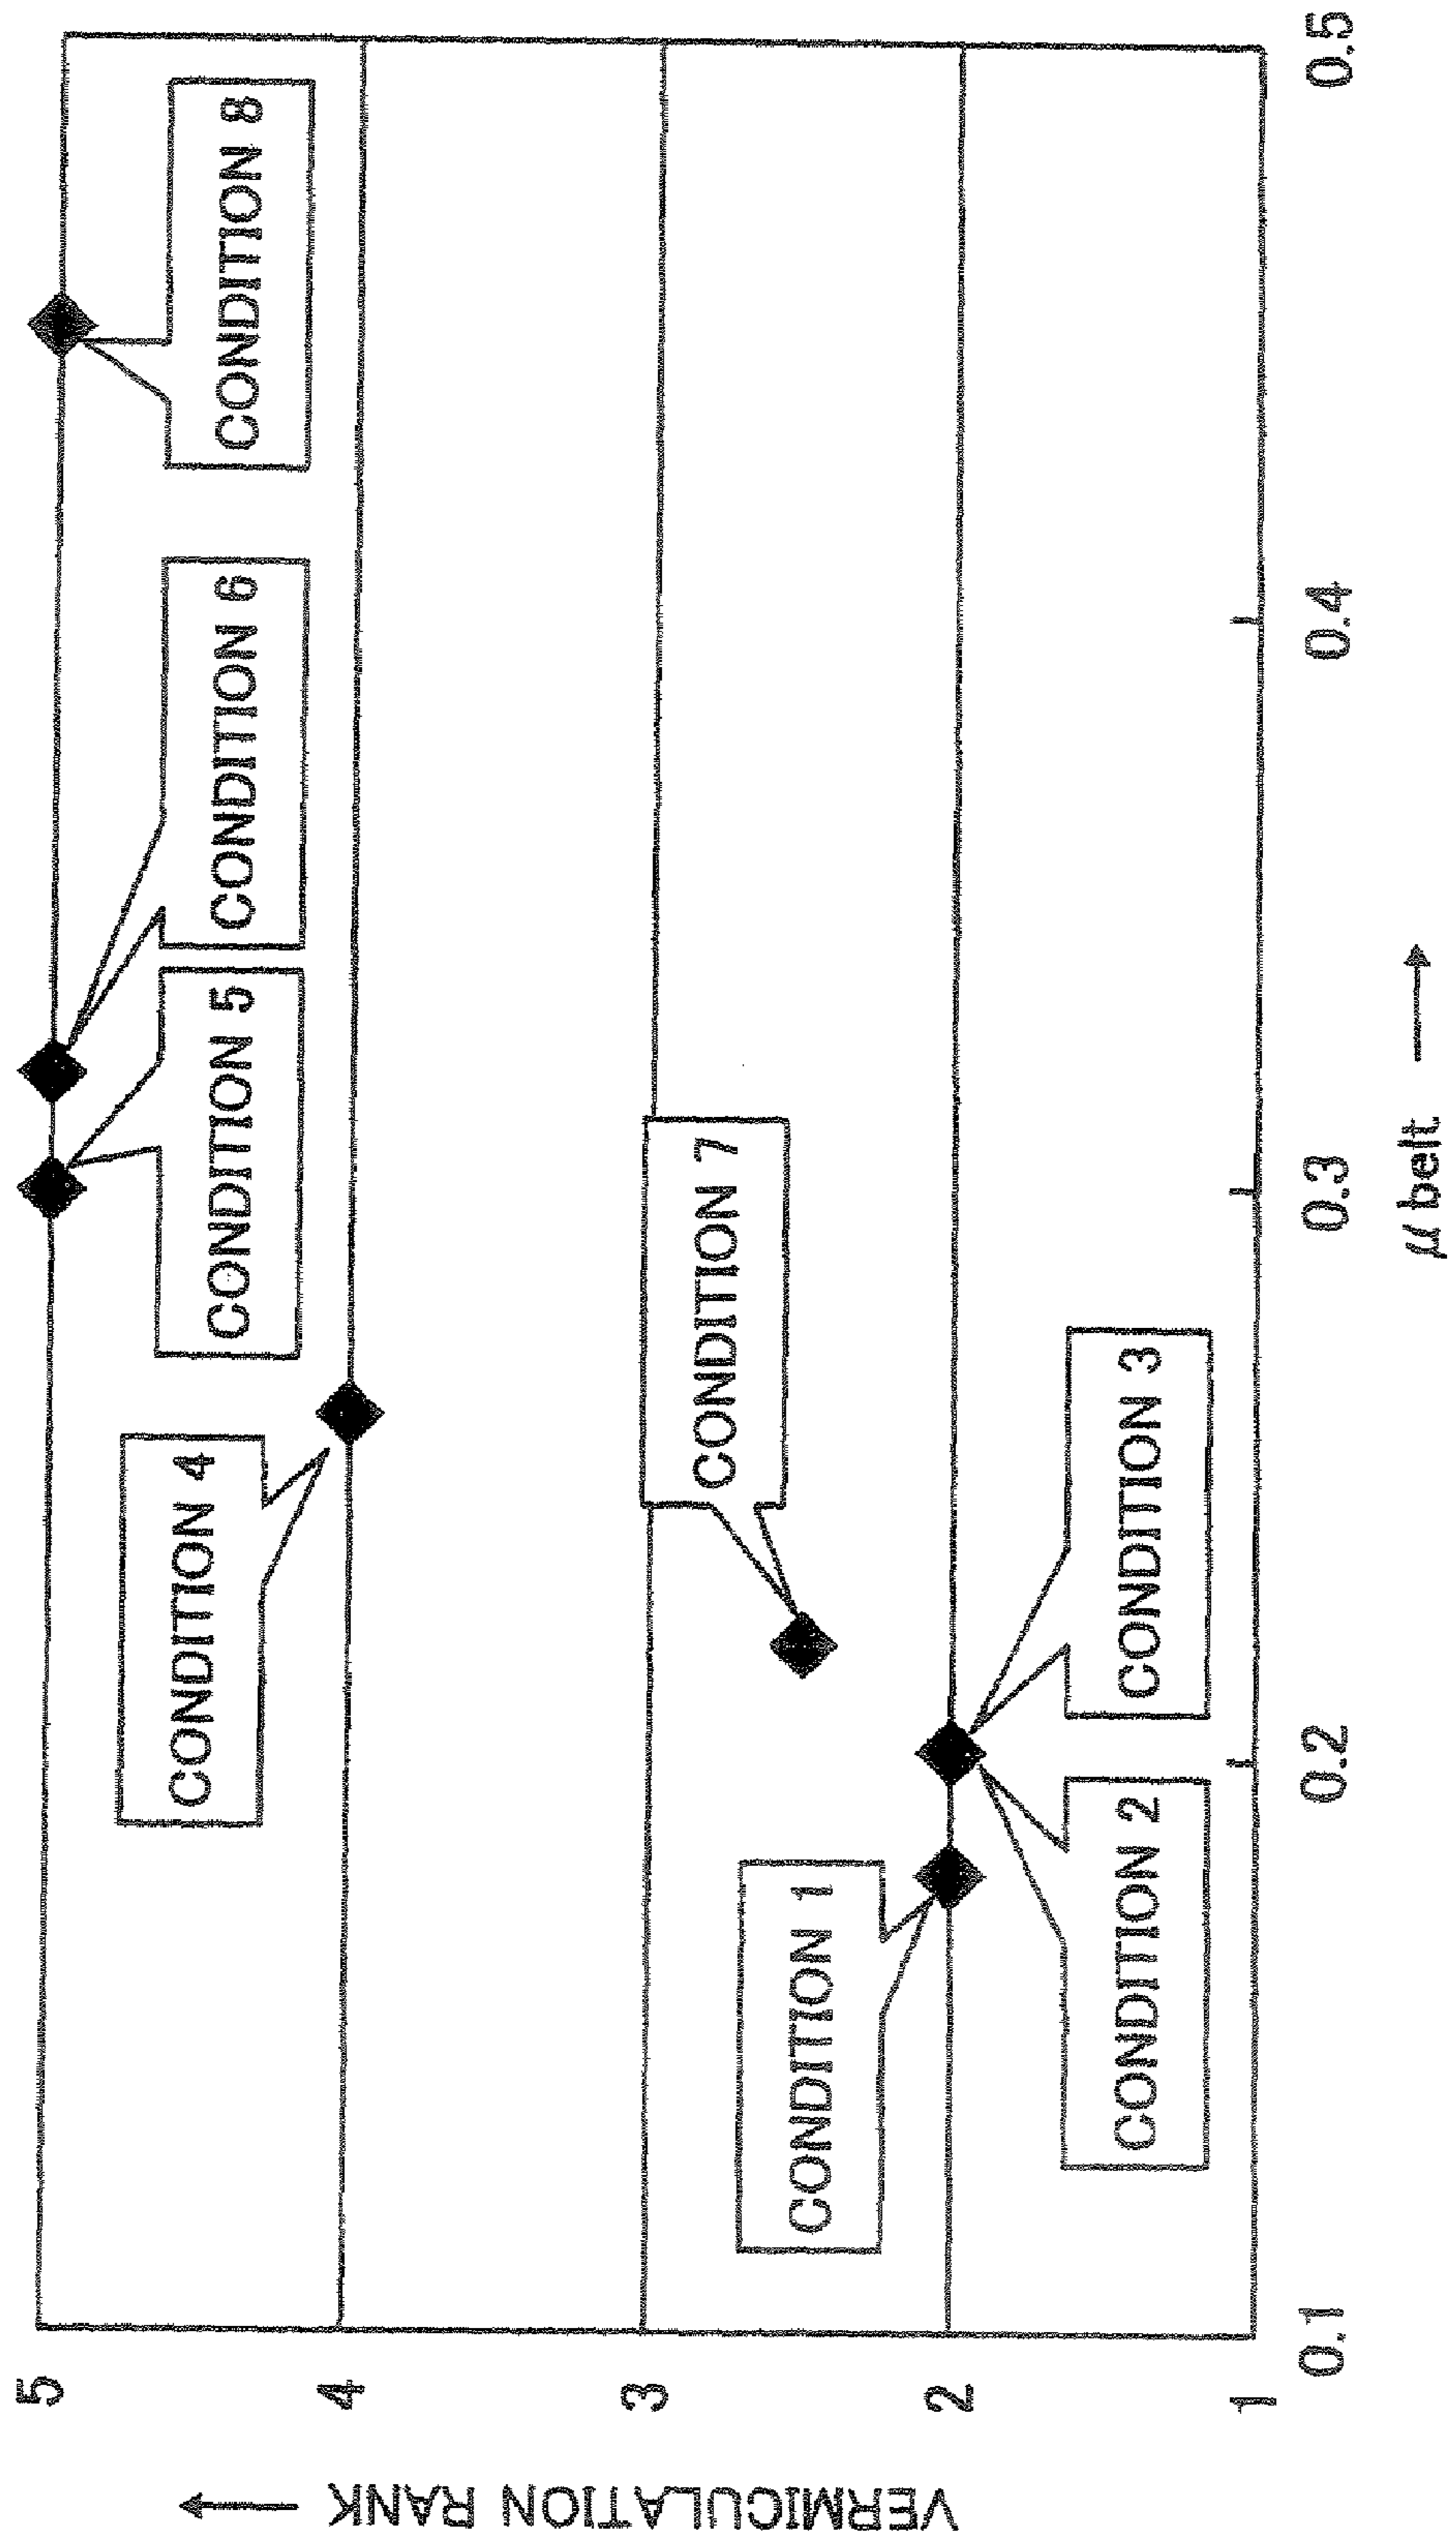 VERMICULATION RANK
5
4
3
2
1
CONDITION 4
CONDITION 5
CONDITION 6
CONDITION 8
CONDITION 7
CONDITION 1
CONDITION 2
CONDITION 3
0.1
0.2
0.3
0.4
0.5
μ belt